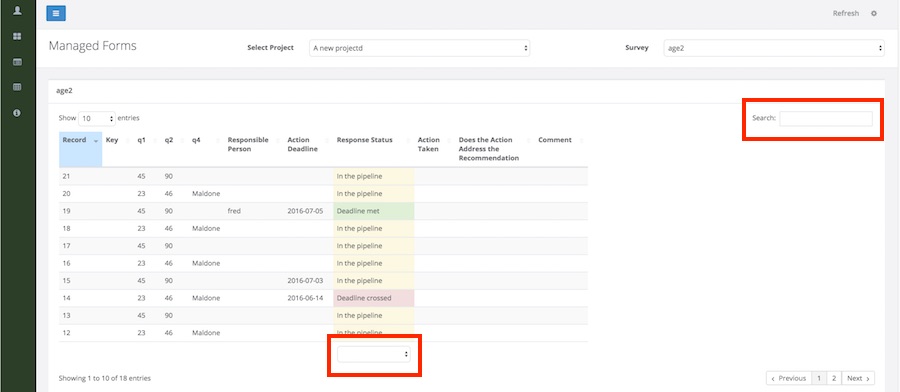 Refresh
Managed Forms Select Project A new projectd Survey age2
age2
Show 10 entries Search:
Record Key q1 q2 q4 Responsible Person Action Deadline Response Status Action Taken Does the Action Address the Recommendation Comment
21 45 90 In the pipeline
20 23 46 Maldone In the pipeline
19 45 90 fred 2016-07-05 Deadline met
18 23 46 Maldone In the pipeline
17 45 90 In the pipeline
16 23 46 Maldone In the pipeline
15 45 90 2016-07-03 In the pipeline
14 23 46 Maldone 2016-06-14 Deadline crossed
13 45 90 In the pipeline
12 23 46 Maldone In the pipeline
Showing 1 to 10 of 18 entries ‹ Previous 1 2 Next ›